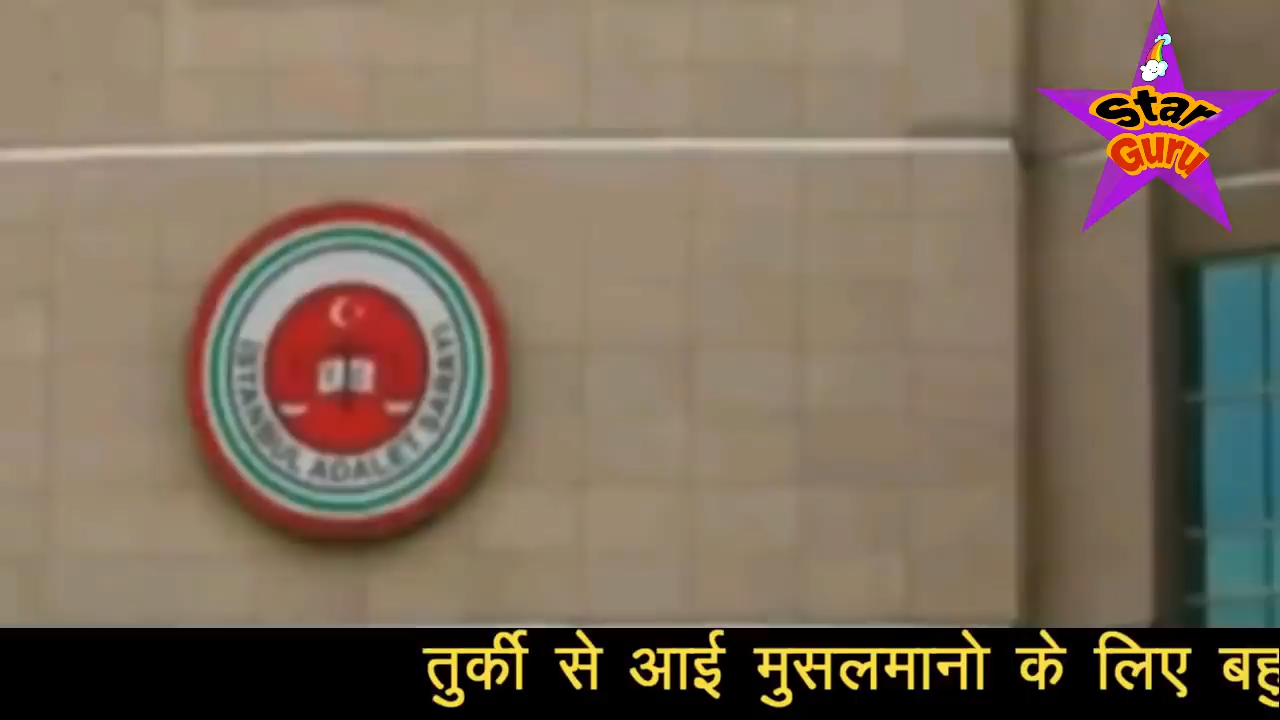 Star
Guru
İSTANBUL ADALET SARAYI
तुर्की से आई मुसलमानो के लिए